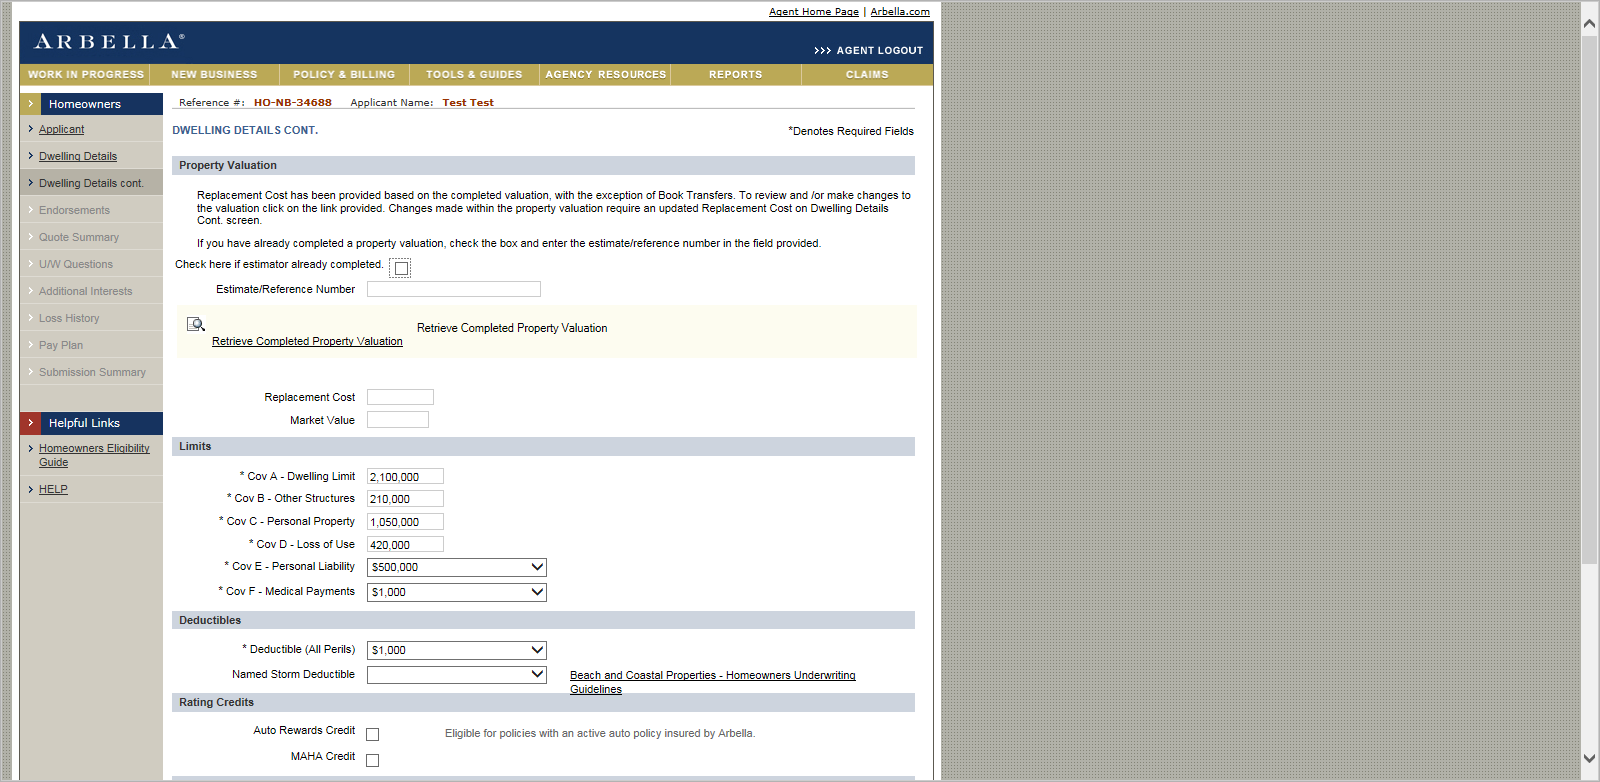 Agent Home Page | Arbella.com
ARBELLA®
>>> AGENT LOGOUT
WORK IN PROGRESS NEW BUSINESS POLICY & BILLING TOOLS & GUIDES AGENCY RESOURCES REPORTS CLAIMS
Homeowners
Applicant
Dwelling Details
Dwelling Details cont.
Endorsements
Quote Summary
U/W Questions
Additional Interests
Loss History
Pay Plan
Submission Summary
Helpful Links
Homeowners Eligibility
Guide
HELP
Reference #: HO-NB-34688 Applicant Name: Test Test
DWELLING DETAILS CONT.
*Denotes Required Fields
Property Valuation
Replacement Cost has been provided based on the completed valuation, with the exception of Book Transfers. To review and /or make changes to
the valuation click on the link provided. Changes made within the property valuation require an updated Replacement Cost on Dwelling Details
Cont. screen.
If you have already completed a property valuation, check the box and enter the estimate/reference number in the field provided.
Check here if estimator already completed.
Estimate/Reference Number
Retrieve Completed Property Valuation
Retrieve Completed Property Valuation
Replacement Cost
Market Value
Limits
* Cov A - Dwelling Limit 2,100,000
* Cov B - Other Structures 210,000
* Cov C - Personal Property 1,050,000
* Cov D - Loss of Use 420,000
* Cov E - Personal Liability $500,000
* Cov F - Medical Payments $1,000
Deductibles
* Deductible (All Perils) $1,000
Named Storm Deductible
Beach and Coastal Properties - Homeowners Underwriting
Guidelines
Rating Credits
Auto Rewards Credit Eligible for policies with an active auto policy insured by Arbella.
MAHA Credit